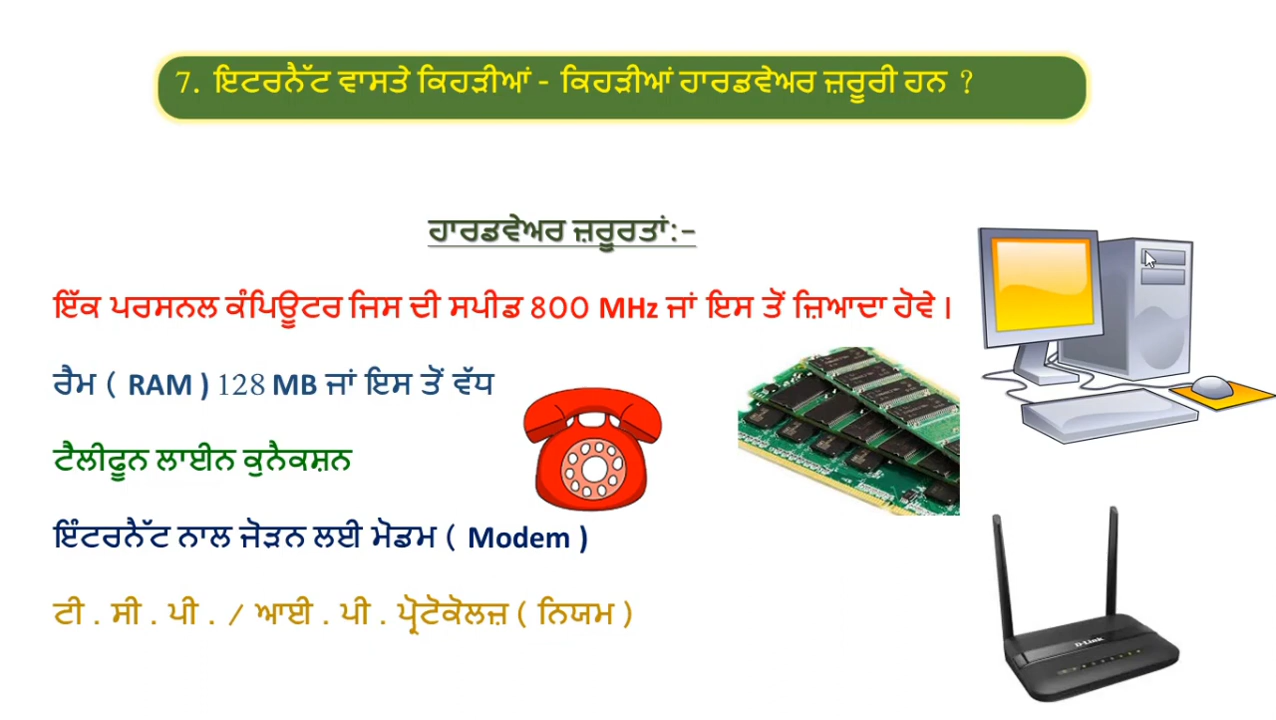 7. ਇਟਰਨੈੱਟ ਵਾਸਤੇ ਕਿਹੜੀਆਂ - ਕਿਹੜੀਆਂ ਹਾਰਡਵੇਅਰ ਜ਼ਰੂਰੀ ਹਨ ?
ਹਾਰਡਵੇਅਰ ਜ਼ਰੂਰਤਾਂ:-
ਇੱਕ ਪਰਸਨਲ ਕੰਪਿਊਟਰ ਜਿਸ ਦੀ ਸਪੀਡ 800 MHz ਜਾਂ ਇਸ ਤੋਂ ਜ਼ਿਆਦਾ ਹੋਵੇ ।
ਰੈਮ ( RAM ) 128 MB ਜਾਂ ਇਸ ਤੋਂ ਵੱਧ
ਟੈਲੀਫੂਨ ਲਾਈਨ ਕੁਨੈਕਸ਼ਨ
ਇੰਟਰਨੈੱਟ ਨਾਲ ਜੋੜਨ ਲਈ ਮੋਡਮ ( Modem )
ਟੀ . ਸੀ . ਪੀ . / ਆਈ . ਪੀ . ਪ੍ਰੋਟੋਕੋਲਜ਼ ( ਨਿਯਮ )
D-Link